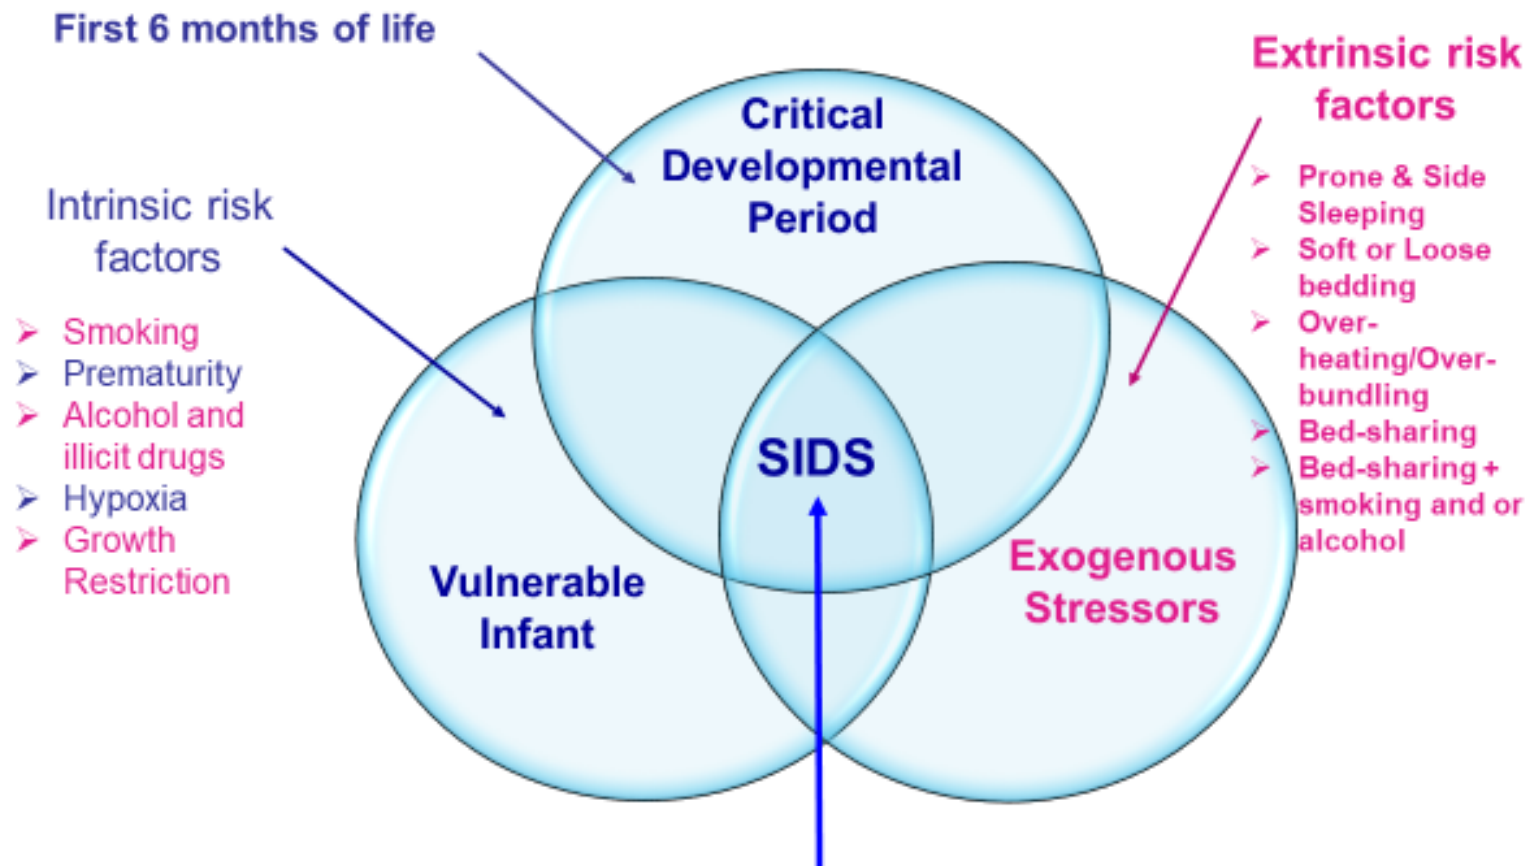 First 6 months of life
Critical
Developmental
Period
Extrinsic risk
factors
Prone & Side
Sleeping
Soft or Loose
bedding
Over-
heating/Over-
bundling
Bed-sharing
Bed-sharing +
smoking and or
alcohol
Intrinsic risk
factors
Smoking
Prematurity
Alcohol and
illicit drugs
Hypoxia
Growth
Restriction
SIDS
Vulnerable
Infant
Exogenous
Stressors